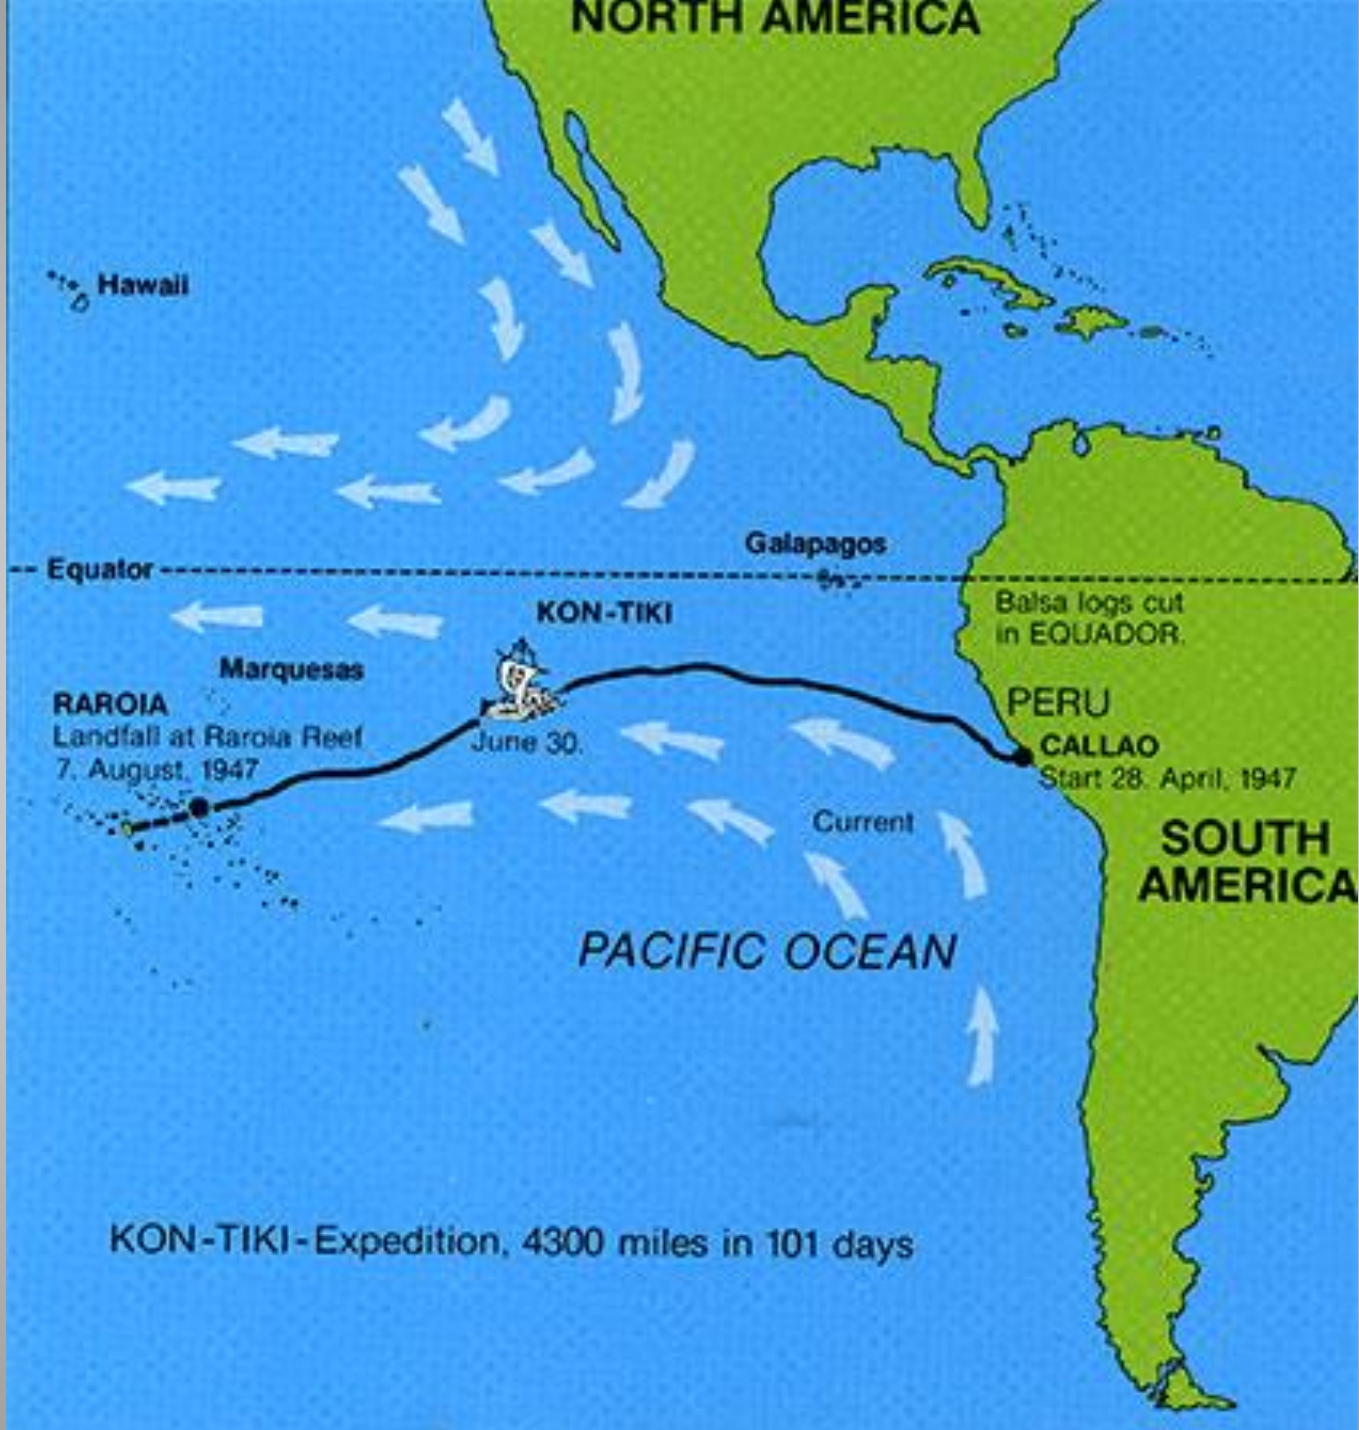 NORTH AMERICA
Hawaii
Galapagos
Equator
Balsa logs cut
in EQUADOR.
KON-TIKI
Marquesas
RAROIA
Landfall at Raroia Reef
7. August, 1947
June 30.
PERU
CALLAO
Start 28. April, 1947
Current
SOUTH
AMERICA
PACIFIC OCEAN
KON-TIKI-Expedition, 4300 miles in 101 days